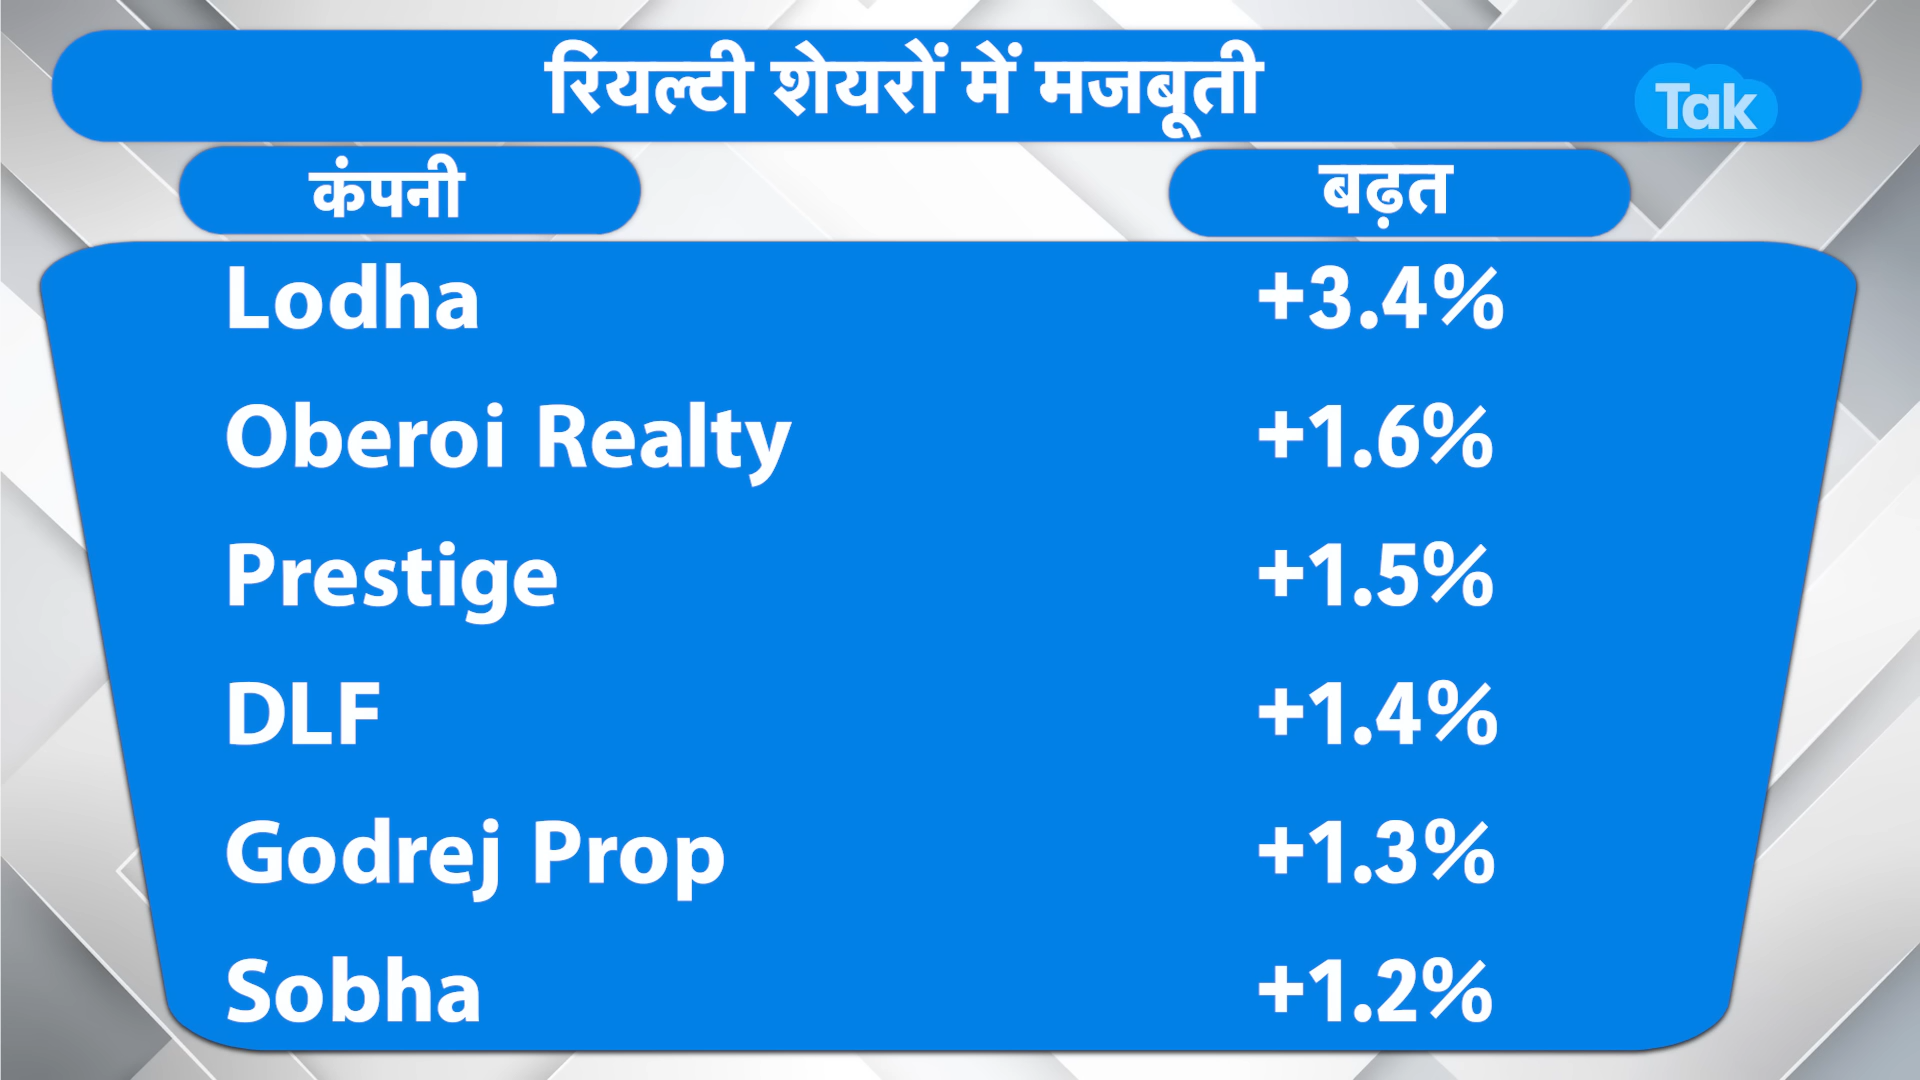 रियल्टी शेयरों में मजबूती
Tak
कंपनी बढ़त
Lodha +3.4%
Oberoi Realty +1.6%
Prestige +1.5%
DLF +1.4%
Godrej Prop +1.3%
Sobha +1.2%